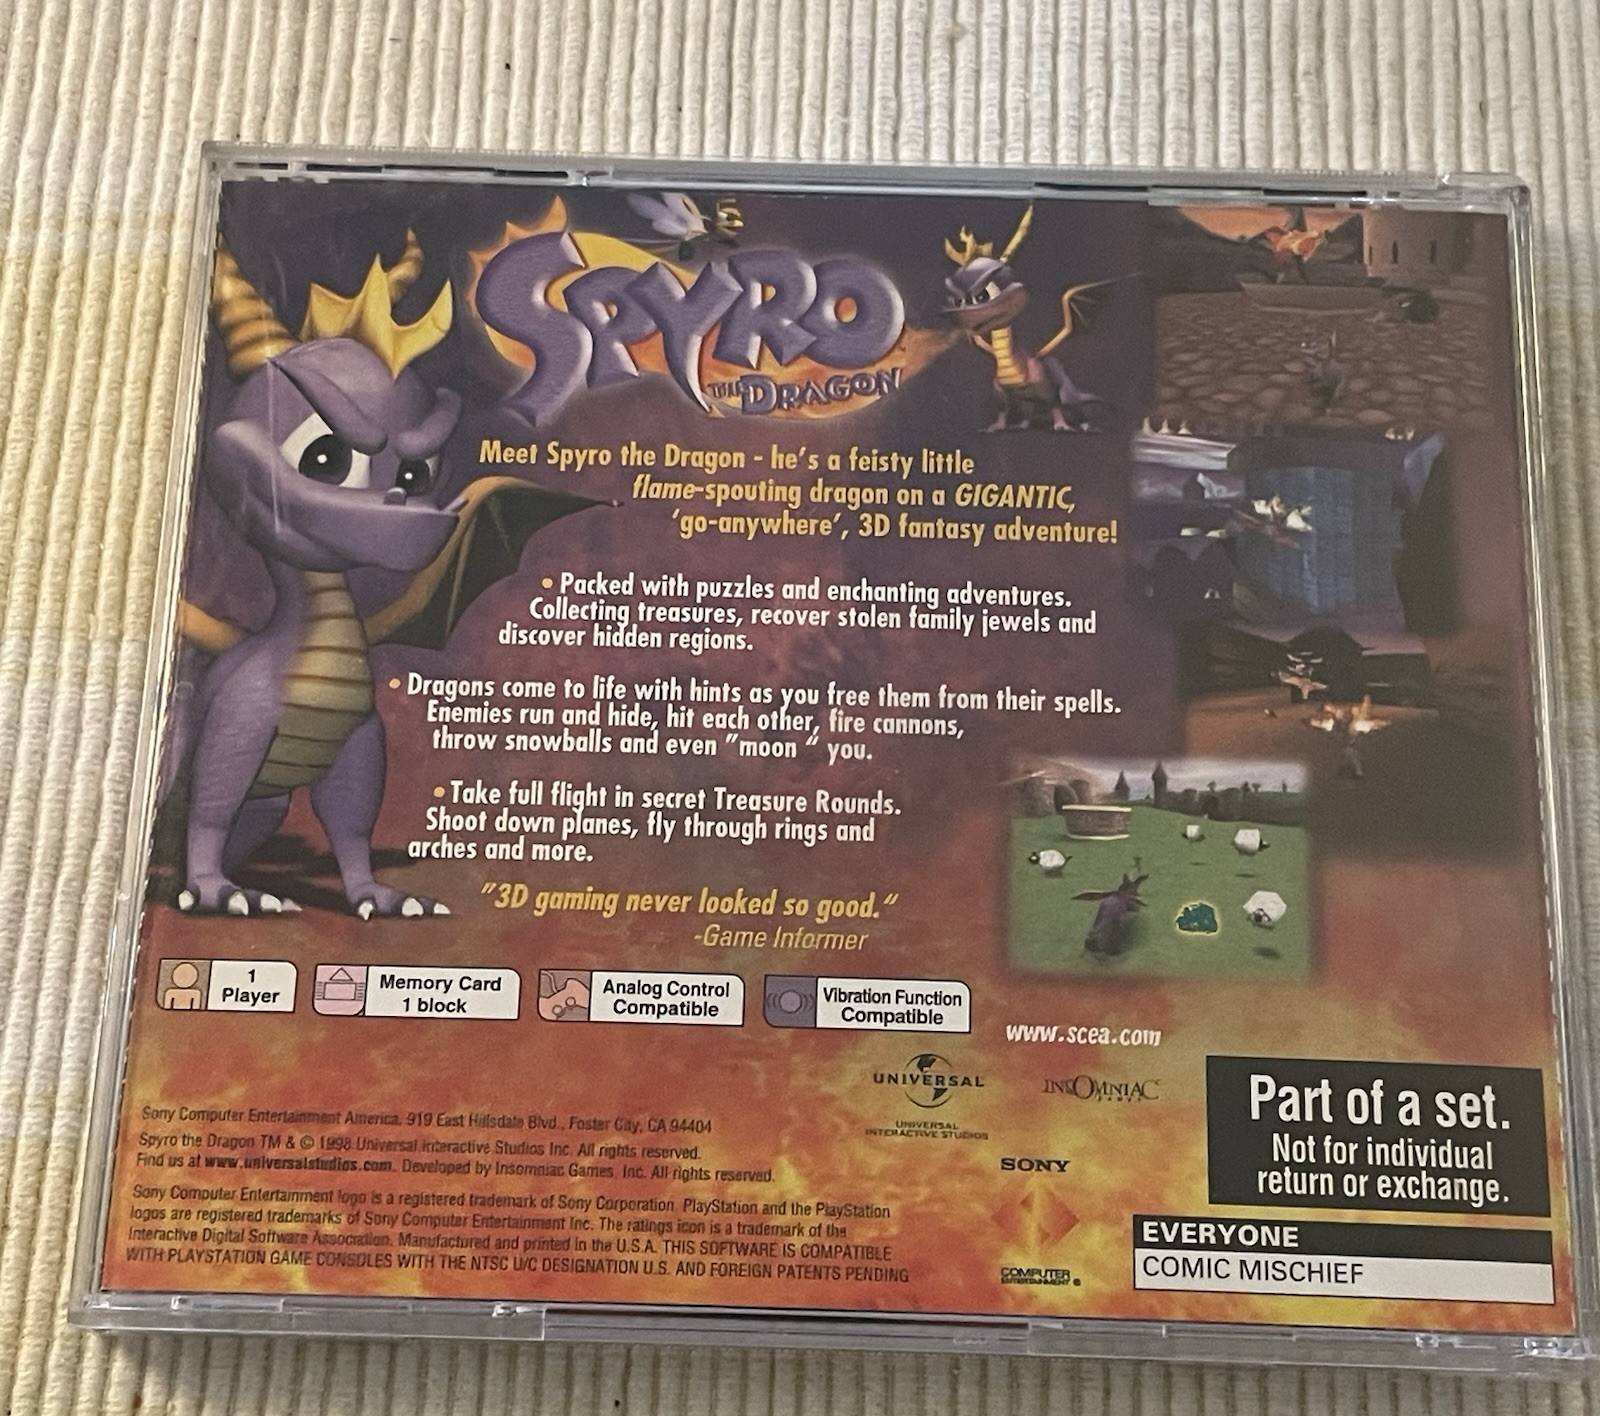 SPYRO
THE DRAGON
Meet Spyro the Dragon - he's a feisty little
flame-spouting dragon on a GIGANTIC,
'go-anywhere', 3D fantasy adventure!
• Packed with puzzles and enchanting adventures.
Collecting treasures, recover stolen family jewels and
discover hidden regions.
• Dragons come to life with hints as you free them from their spells.
Enemies run and hide, hit each other, fire cannons,
throw snowballs and even "moon" you.
• Take full flight in secret Treasure Rounds.
Shoot down planes, fly through rings and
arches and more.
"3D gaming never looked so good."
-Game Informer
1
Player
Memory Card
1 block
Analog Control
Compatible
Vibration Function
Compatible
www.scea.com
UNIVERSAL
UNIVERSAL
INTERACTIVE STUDIOS
INSOMNIAC
GAMES
Part of a set.
Not for individual
return or exchange.
Sony Computer Entertainment America, 919 East Hillsdale Blvd., Foster City, CA 94404
Spyro the Dragon TM & © 1998 Universal Interactive Studios Inc. All rights reserved.
Find us at www.universalstudios.com. Developed by Insomniac Games, Inc. All rights reserved.
Sony Computer Entertainment logo is a registered trademark of Sony Corporation. PlayStation and the PlayStation
logos are registered trademarks of Sony Computer Entertainment Inc. The ratings icon is a trademark of the
Interactive Digital Software Association. Manufactured and printed in the U.S.A. THIS SOFTWARE IS COMPATIBLE
WITH PLAYSTATION GAME CONSOLES WITH THE NTSC U/C DESIGNATION U.S. AND FOREIGN PATENTS PENDING
SONY
COMPUTER
ENTERTAINMENT ®
EVERYONE
COMIC MISCHIEF